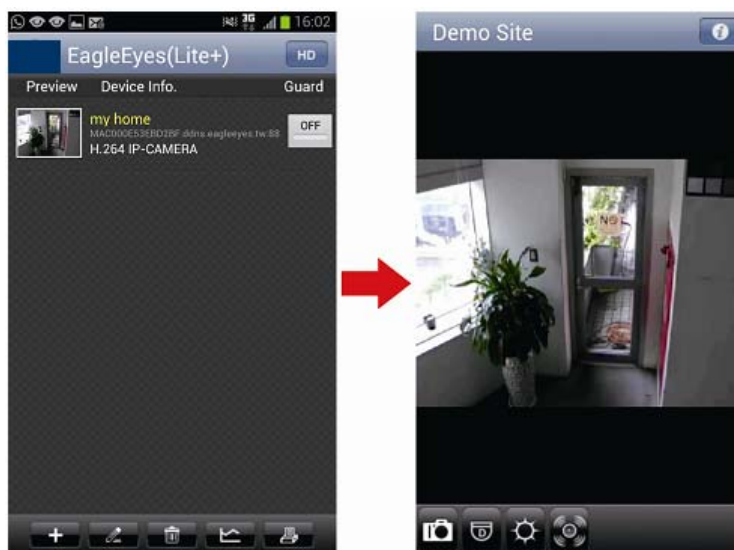 3G
16:02
EagleEyes(Lite+)
HD
Preview Device Info. Guard
my home
MAC000E53EBD2BF.ddns.eagleeyes.tw:88
OFF
H.264 IP-CAMERA
Demo Site
i
NO
D